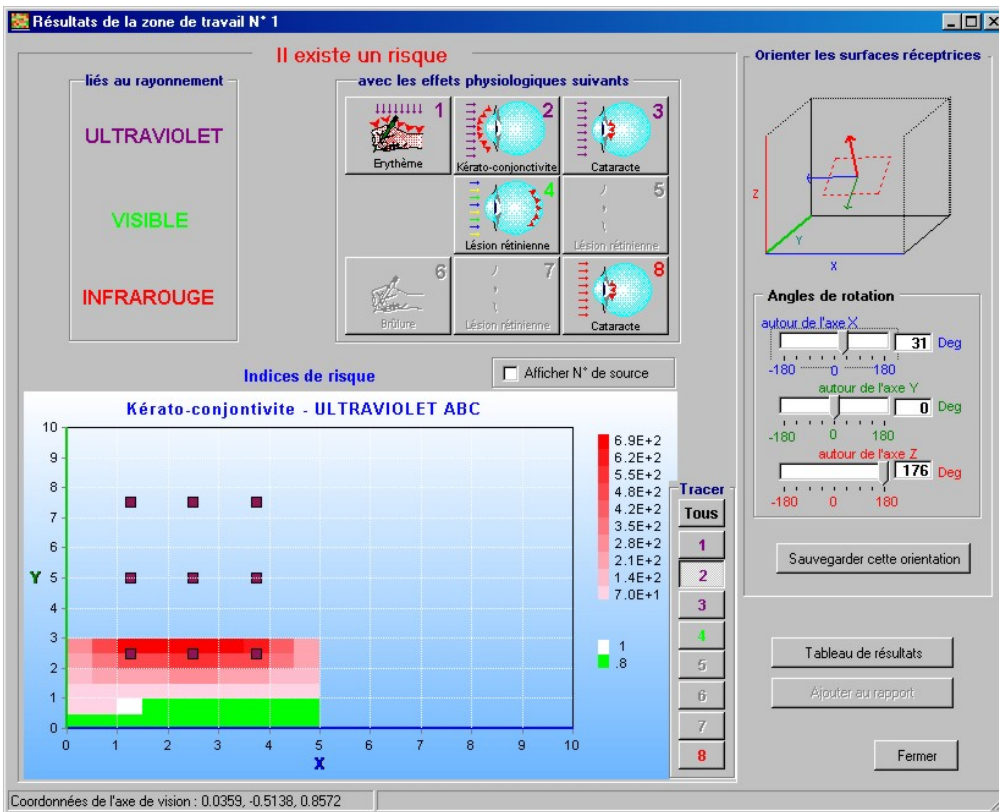 Résultats de la zone de travail N° 1
Il existe un risque
liés au rayonnement
ULTRAVIOLET
VISIBLE
INFRAROUGE
avec les effets physiologiques suivants
1
Erythème
2
Kérato-conjonctivite
3
Cataracte
4
Lésion rétinienne
5
Lésion rétinienne
6
Brûlure
7
Lésion rétinienne
8
Cataracte
Indices de risque
Afficher N° de source
Kérato-conjontivite - ULTRAVIOLET ABC
10
9
8
7
6
5
4
3
2
1
0
Y
0 1 2 3 4 5 6 7 8 9 10
X
6.9E+2
6.2E+2
5.5E+2
4.8E+2
4.2E+2
3.5E+2
2.8E+2
2.1E+2
1.4E+2
7.0E+1
1
.8
Tracer
Tous
1
2
3
4
5
6
7
8
Orienter les surfaces réceptrices
Z
Y
X
Angles de rotation
autour de l'axe X
31 Deg
-180 0 180
autour de l'axe Y
0 Deg
-180 0 180
autour de l'axe Z
176 Deg
-180 0 180
Sauvegarder cette orientation
Tableau de résultats
Ajouter au rapport
Fermer
Coordonnées de l'axe de vision : 0.0359, -0.5138, 0.8572